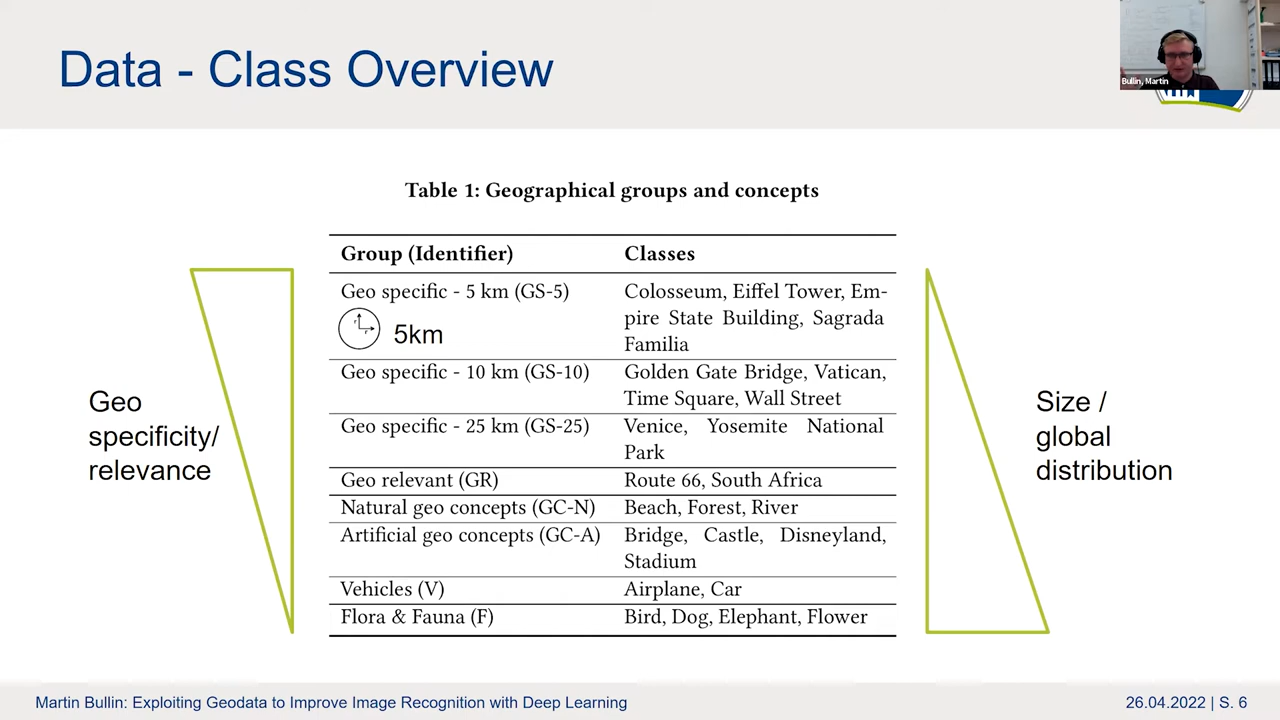 Data - Class Overview
Bullin, Martin
Table 1: Geographical groups and concepts
Group (Identifier) Classes
Geo specific - 5 km (GS-5) Colosseum, Eiffel Tower, Em-
pire State Building, Sagrada
5km
Familia
Geo specific - 10 km (GS-10) Golden Gate Bridge, Vatican,
Time Square, Wall Street
Geo specific - 25 km (GS-25) Venice, Yosemite National
Park
Geo relevant (GR) Route 66, South Africa
Natural geo concepts (GC-N) Beach, Forest, River
Artificial geo concepts (GC-A) Bridge, Castle, Disneyland,
Stadium
Vehicles (V) Airplane, Car
Flora & Fauna (F) Bird, Dog, Elephant, Flower
Geo
specificity/
relevance
Size /
global
distribution
Martin Bullin: Exploiting Geodata to Improve Image Recognition with Deep Learning
26.04.2022 | S. 6